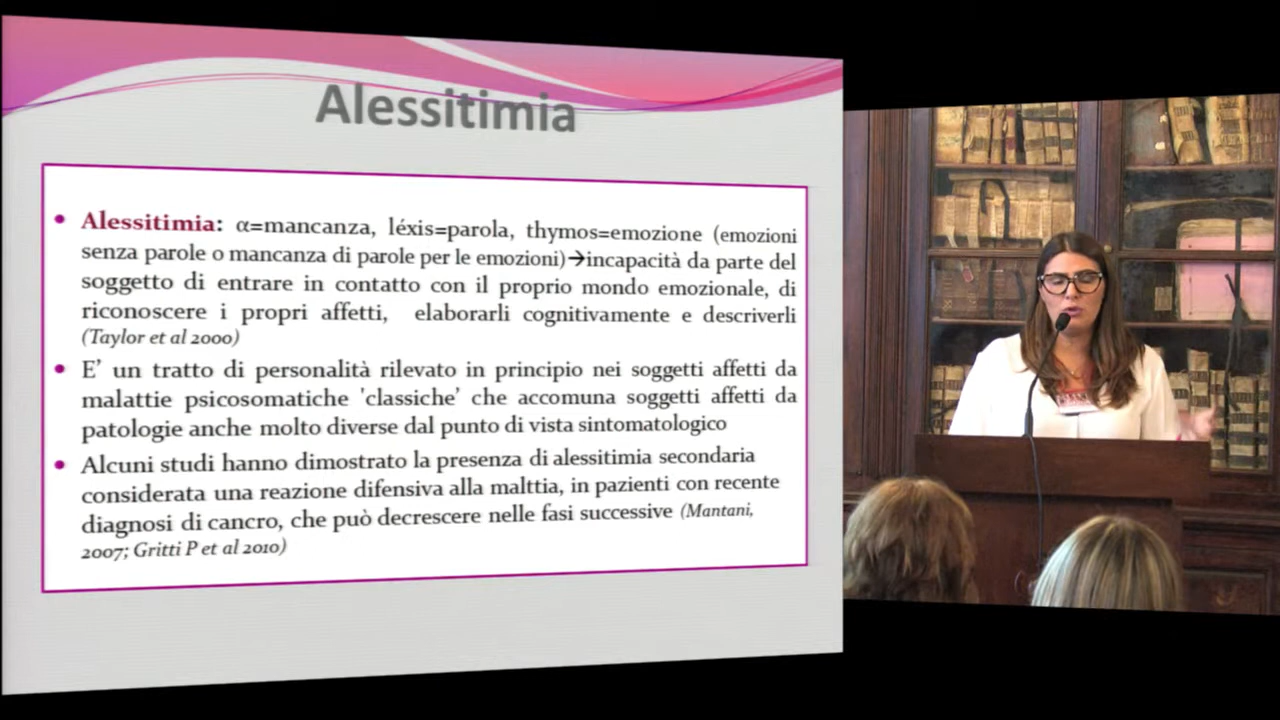 Alessitimia
• Alessitimia: α=mancanza, léxis=parola, thymos=emozione (emozioni
senza parole o mancanza di parole per le emozioni)→incapacità da parte del
soggetto di entrare in contatto con il proprio mondo emozionale, di
riconoscere i propri affetti, elaborarli cognitivamente e descriverli
(Taylor et al 2000)
• E' un tratto di personalità rilevato in principio nei soggetti affetti da
malattie psicosomatiche 'classiche' che accomuna soggetti affetti da
patologie anche molto diverse dal punto di vista sintomatologico
• Alcuni studi hanno dimostrato la presenza di alessitimia secondaria
considerata una reazione difensiva alla malttia, in pazienti con recente
diagnosi di cancro, che può decrescere nelle fasi successive (Mantani,
2007; Gritti P et al 2010)